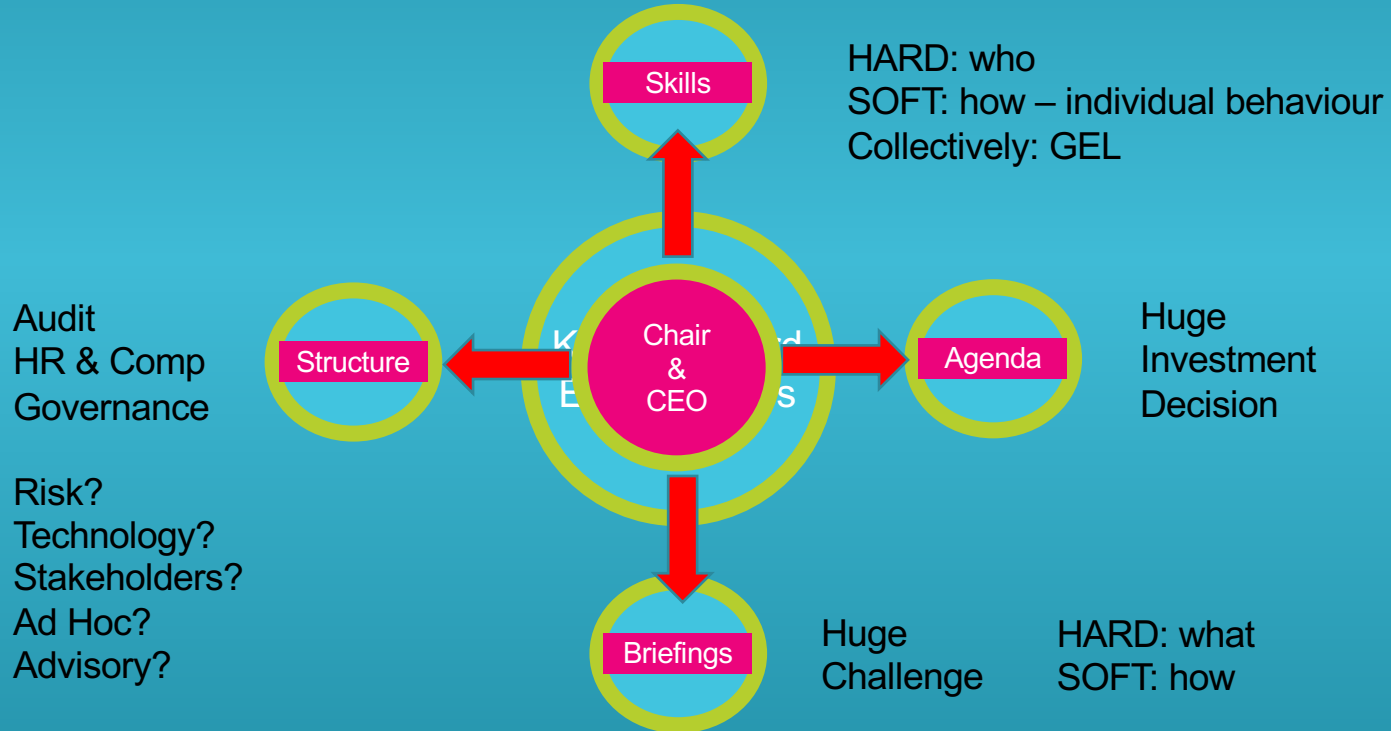 Skills
HARD: who
SOFT: how – individual behaviour
Collectively: GEL
Audit
HR & Comp
Governance
Structure
Chair
&
CEO
Agenda
Huge
Investment
Decision
Risk?
Technology?
Stakeholders?
Ad Hoc?
Advisory?
Briefings
Huge
Challenge
HARD: what
SOFT: how